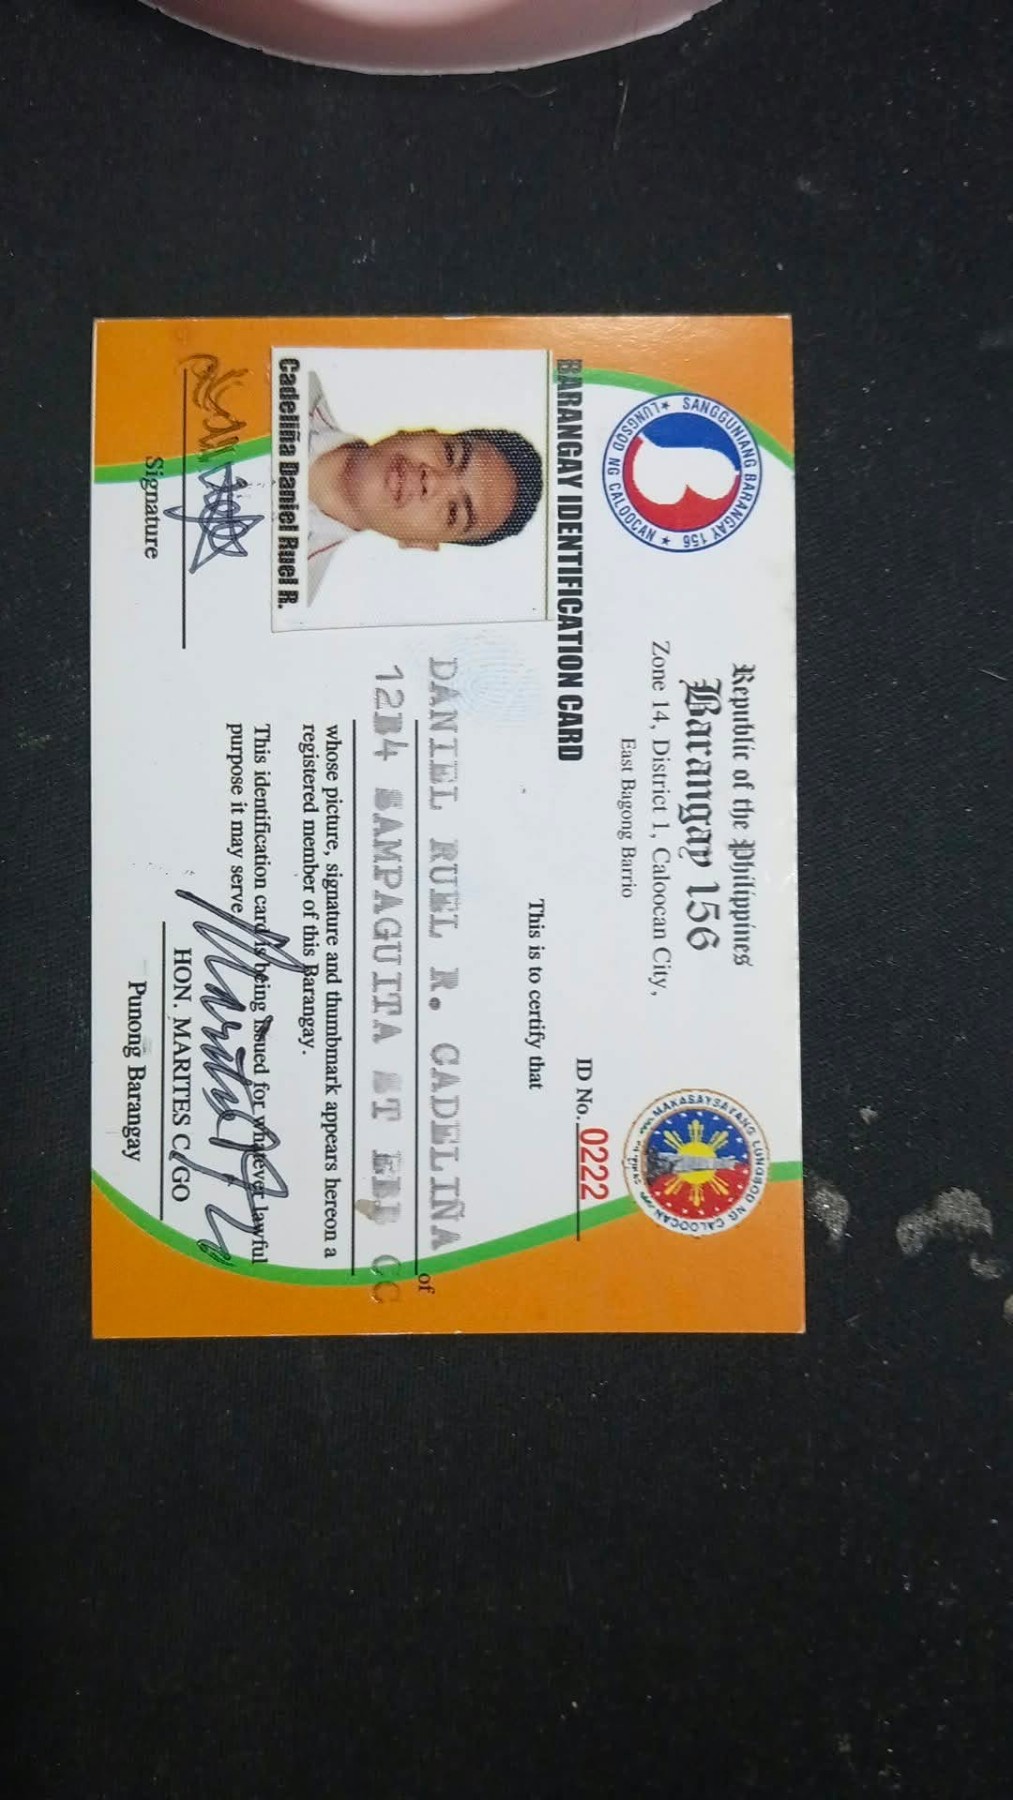 Republic of the Philippines
Barangay 156
Zone 14, District 1, Caloocan City,
East Bagong Barrio
SANGGUNIANG BARANGAY 156
LUNGSOD NG CALOOCAN
MAKASAYSAYANG LUNGSOD NG CALOOCAN
ID No. 0222
BARANGAY IDENTIFICATION CARD
This is to certify that
DANIEL RUEL R. CADELIÑA
of
12B4 SAMPAGUITA ST EBB CC
whose picture, signature and thumbmark appears hereon a
registered member of this Barangay.
This identification card is being issued for whatever lawful
purpose it may serve
Cadeliña Daniel Ruel R.
Signature
HON. MARITES C. GO
Punong Barangay